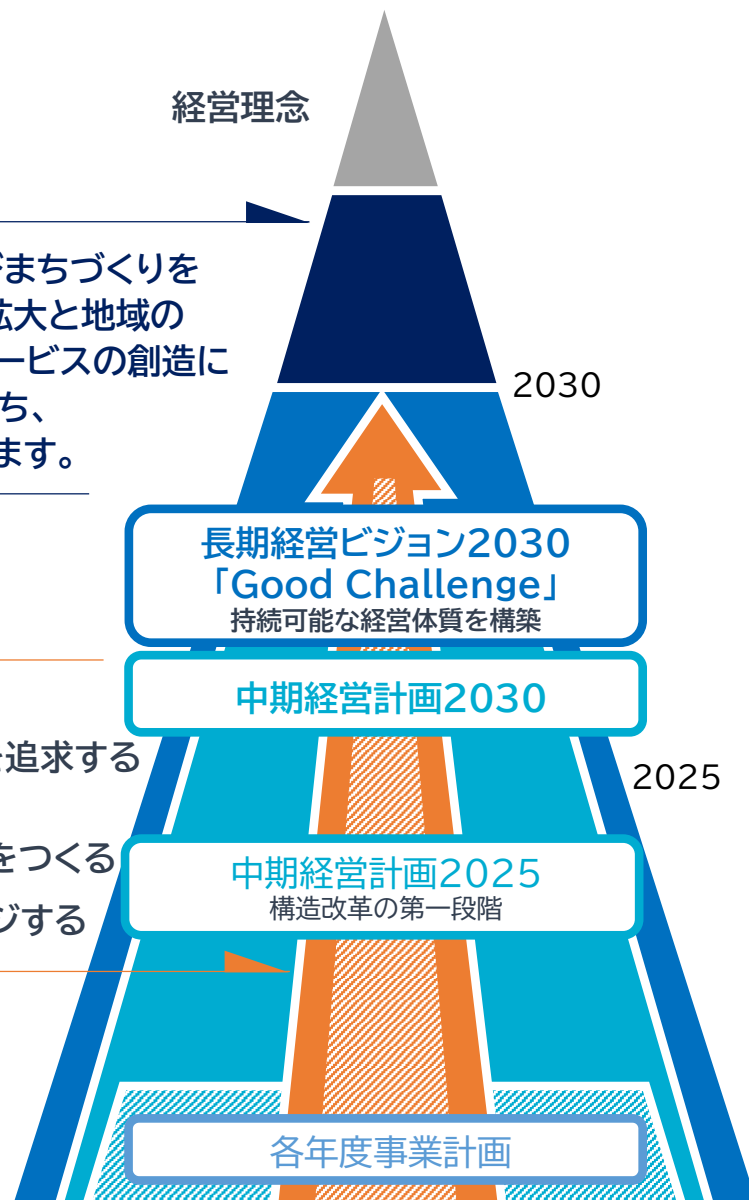 経営理念
がまちづくりを
拡大と地域の
ービスの創造に
ち、
ます。
2030
長期経営ビジョン2030
「Good Challenge」
持続可能な経営体質を構築
中期経営計画2030
追求する
2025
をつくる
中期経営計画2025
構造改革の第一段階
ジする
各年度事業計画